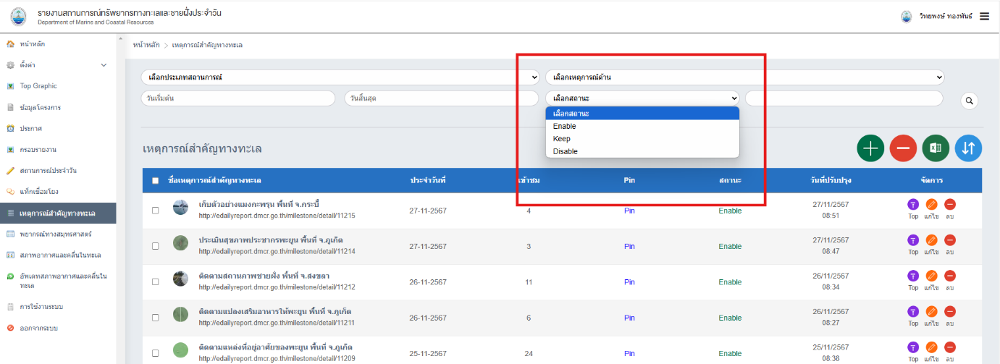 รายงานสถานการณ์ทรัพยากรทางทะเลและชายฝั่งประจำวัน
Department of Marine and Coastal Resources
วิทยพงษ์ ทองพันธ์
หน้าหลัก
ตั้งค่า
Top Graphic
ข้อมูลโครงการ
ประกาศ
กรอบรายงาน
สถานการณ์ประจำวัน
แท็กเชื่อมโยง
เหตุการณ์สำคัญทางทะเล
พยากรณ์ทางสมุทรศาสตร์
สภาพอากาศและคลื่นในทะเล
อัพเดทสภาพอากาศและคลื่นใน
ทะเล
การใช้งานระบบ
ออกจากระบบ
หน้าหลัก > เหตุการณ์สำคัญทางทะเล
เลือกประเภทสถานการณ์ เลือกเหตุการณ์ด้าน
วันเริ่มต้น วันสิ้นสุด เลือกสถานะ
เลือกสถานะ
Enable
Keep
Disable
เหตุการณ์สำคัญทางทะเล
ชื่อเหตุการณ์สำคัญทางทะเล ประจำวันที่ เข้าชม Pin สถานะ วันที่ปรับปรุง จัดการ
เก็บตัวอย่างแมงกะพรุน พื้นที่ จ.กระบี่
http://edailyreport.dmcr.go.th/milestone/detail/11215
27-11-2567 4 Pin Enable 27/11/2567
08:51
Top แก้ไข ลบ
ประเมินสุขภาพประชากรพะยูน พื้นที่ จ.ภูเก็ต
http://edailyreport.dmcr.go.th/milestone/detail/11214
27-11-2567 3 Pin Enable 27/11/2567
08:47
Top แก้ไข ลบ
ติดตามสถานภาพชายฝั่ง พื้นที่ จ.สงขลา
http://edailyreport.dmcr.go.th/milestone/detail/11212
26-11-2567 11 Pin Enable 26/11/2567
08:34
Top แก้ไข ลบ
ติดตามแปลงเสริมอาหารให้พะยูน พื้นที่ จ.ภูเก็ต
http://edailyreport.dmcr.go.th/milestone/detail/11211
26-11-2567 6 Pin Enable 26/11/2567
08:27
Top แก้ไข ลบ
ติดตามแหล่งที่อยู่อาศัยของพะยูน พื้นที่ จ.ภูเก็ต
http://edailyreport.dmcr.go.th/milestone/detail/11209
25-11-2567 24 Pin Enable 25/11/2567
08:38
Top แก้ไข ลบ